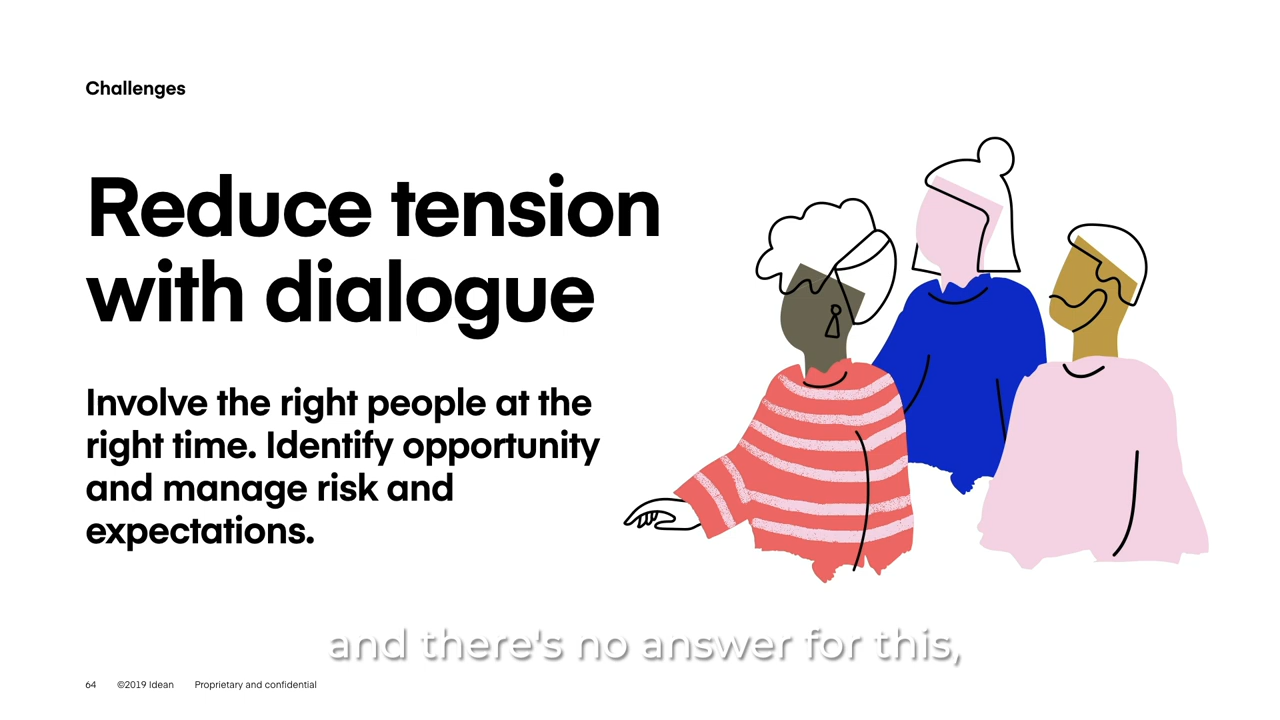 Challenges
Reduce tension
with dialogue
Involve the right people at the
right time. Identify opportunity
and manage risk and
expectations.
and there's no answer for this,
64 ©2019 Idean Proprietary and confidential